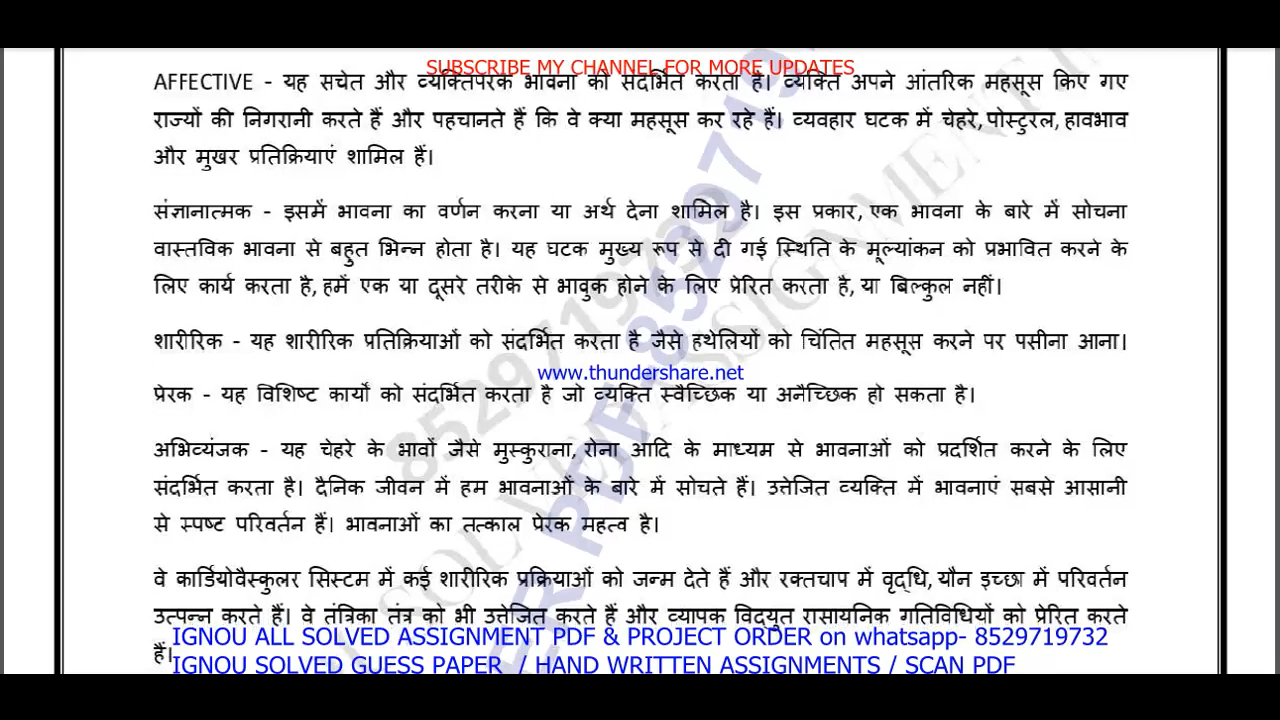 SUBSCRIBE MY CHANNEL FOR MORE UPDATES
AFFECTIVE - यह सचेत और व्यक्तिपरक भावना को संदर्भित करता है। व्यक्ति अपने आंतरिक महसूस किए गए
राज्यों की निगरानी करते हैं और पहचानते हैं कि वे क्या महसूस कर रहे हैं। व्यवहार घटक में चेहरे, पोस्टुरल, हावभाव
और मुखर प्रतिक्रियाएं शामिल हैं।
संज्ञानात्मक - इसमें भावना का वर्णन करना या अर्थ देना शामिल है। इस प्रकार, एक भावना के बारे में सोचना
वास्तविक भावना से बहुत भिन्न होता है। यह घटक मुख्य रूप से दी गई स्थिति के मूल्यांकन को प्रभावित करने के
लिए कार्य करता है, हमें एक या दूसरे तरीके से भावुक होने के लिए प्रेरित करता है, या बिल्कुल नहीं।
शारीरिक - यह शारीरिक प्रतिक्रियाओं को संदर्भित करता है जैसे हथेलियों को चिंतित महसूस करने पर पसीना आना।
www.thundershare.net
प्रेरक - यह विशिष्ट कार्यों को संदर्भित करता है जो व्यक्ति स्वैच्छिक या अनैच्छिक हो सकता है।
अभिव्यंजक - यह चेहरे के भावों जैसे मुस्कुराना, रोना आदि के माध्यम से भावनाओं को प्रदर्शित करने के लिए
संदर्भित करता है। दैनिक जीवन में हम भावनाओं के बारे में सोचते हैं। उत्तेजित व्यक्ति में भावनाएं सबसे आसानी
से स्पष्ट परिवर्तन हैं। भावनाओं का तत्काल प्रेरक महत्व है।
वे कार्डियोवैस्कुलर सिस्टम में कई शारीरिक प्रक्रियाओं को जन्म देते हैं और रक्तचाप में वृद्धि, यौन इच्छा में परिवर्तन
उत्पन्न करते हैं। वे तंत्रिका तंत्र को भी उत्तेजित करते हैं और व्यापक विद्युत रासायनिक गतिविधियों को प्रेरित करते
हैं।
IGNOU ALL SOLVED ASSIGNMENT PDF & PROJECT ORDER on whatsapp- 8529719732
IGNOU SOLVED GUESS PAPER / HAND WRITTEN ASSIGNMENTS / SCAN PDF